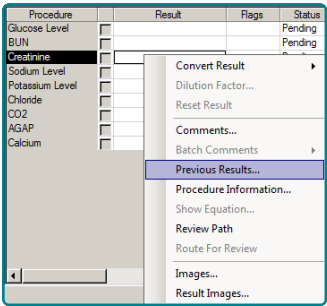 Procedure Result Flags Status
Glucose Level Pending
BUN Pending
Creatinine
Sodium Level
Potassium Level
Chloride
CO2
AGAP
Calcium
Convert Result
Dilution Factor...
Reset Result
Comments...
Batch Comments
Previous Results...
Procedure Information...
Show Equation...
Review Path
Route For Review
Images...
Result Images...